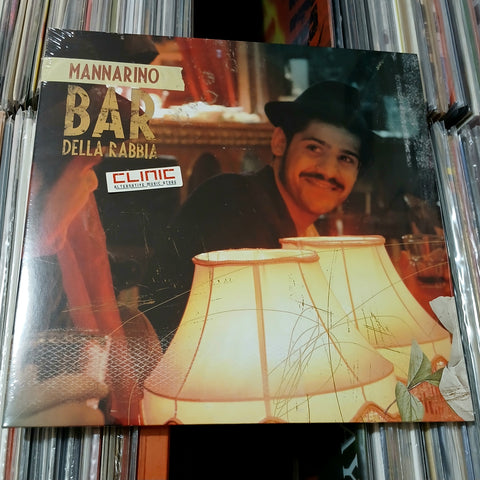 MANNARINO
BAR
DELLA RABBIA
CLINIC
ALTERNATIVE MUSIC STORE